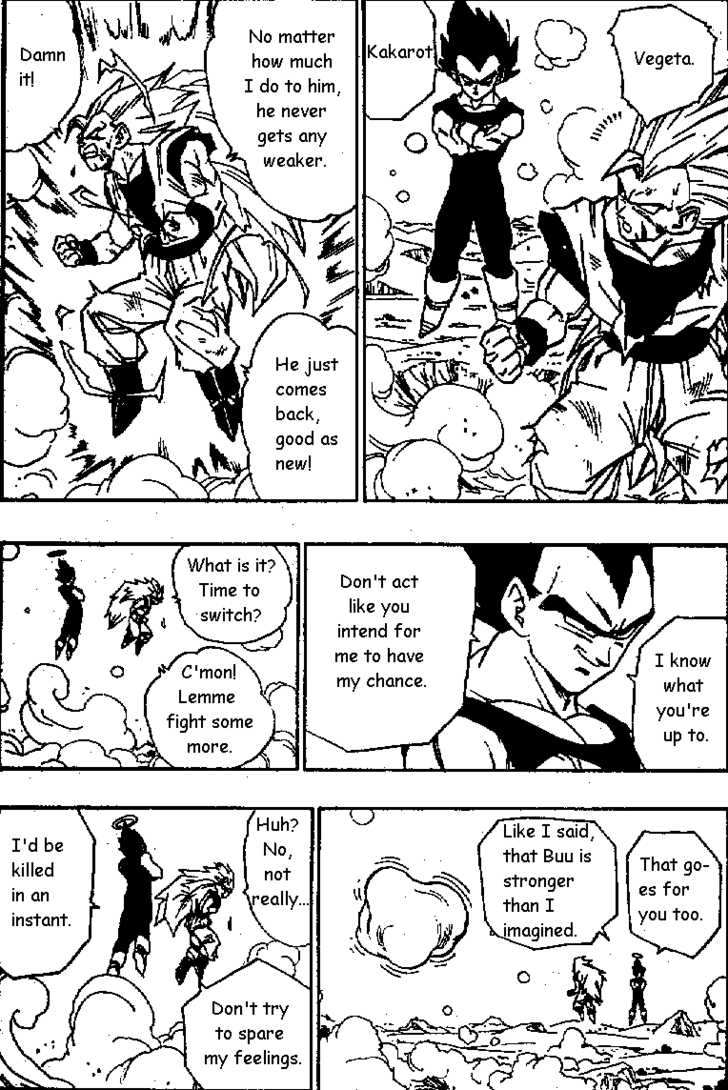 Vegeta.
Kakarot
No matter
how much
I do to him,
he never
gets any
weaker.
He just
comes
back,
good as
new!
Damn
it!
I know
what
you're
up to.
Don't act
like you
intend for
me to have
my chance.
What is it?
Time to
switch?
C'mon!
Lemme
fight some
more.
That go-
es for
you too.
Like I said,
that Buu is
stronger
than I
imagined.
Huh?
No,
not
really...
Don't try
to spare
my feelings.
I'd be
killed
in an
instant.